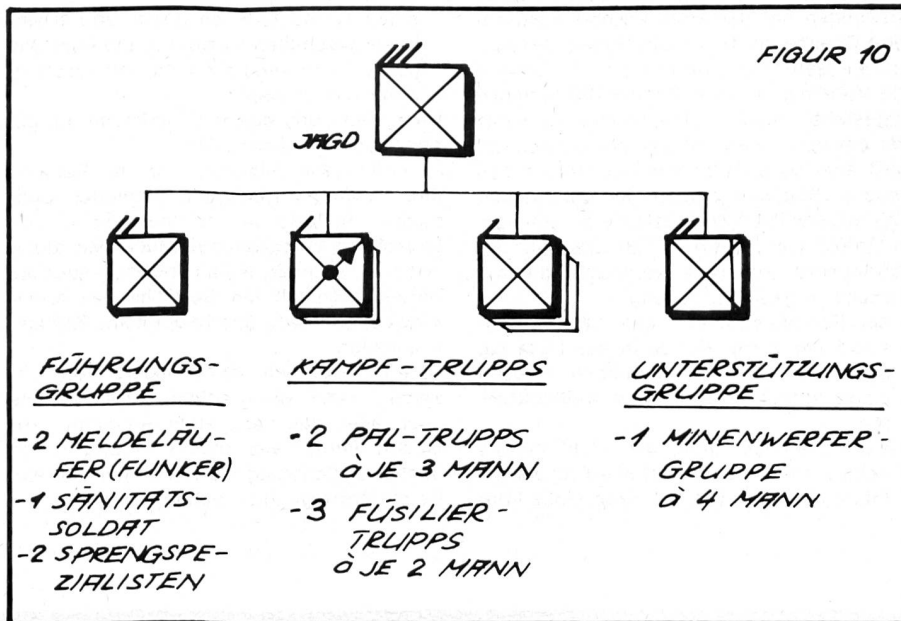 FIGUR 10
JAGD
FÜHRUNGS-
GRUPPE
-2 MELDELÄU-
FER (FUNKER)
-1 SANITÄTS-
SOLDAT
-2 SPRENGSPE-
ZIALISTEN
KAMPF-TRUPPS
-2 PAL-TRUPPS
à JE 3 MANN
-3 FÜSILIER-
TRUPPS
à JE 2 MANN
UNTERSTÜTZUNGS-
GRUPPE
-1 MINENWERFER-
GRUPPE
à 4 MANN